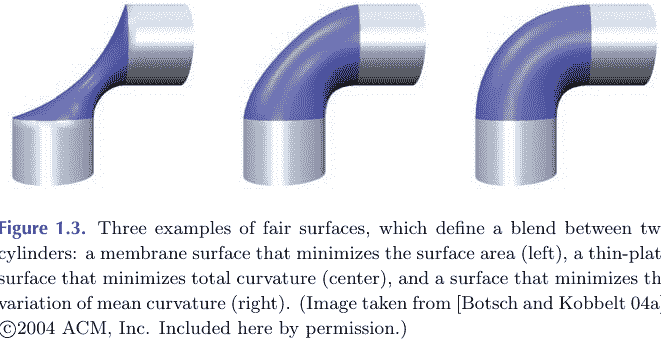 Figure 1.3. Three examples of fair surfaces, which define a blend between tw
cylinders: a membrane surface that minimizes the surface area (left), a thin-plat
surface that minimizes total curvature (center), and a surface that minimizes th
variation of mean curvature (right). (Image taken from [Botsch and Kobbelt 04a]
©2004 ACM, Inc. Included here by permission.)